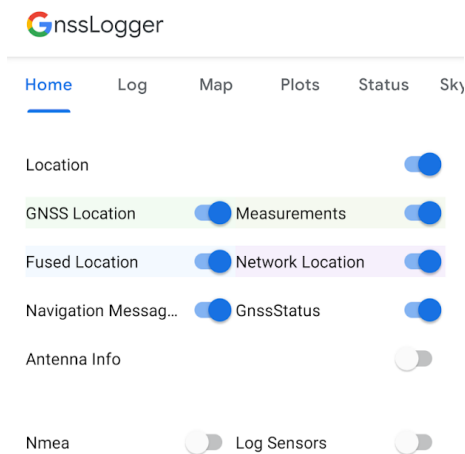 GnssLogger
Home Log Map Plots Status Sky
Location
GNSS Location Measurements
Fused Location Network Location
Navigation Messag... GnssStatus
Antenna Info
Nmea Log Sensors